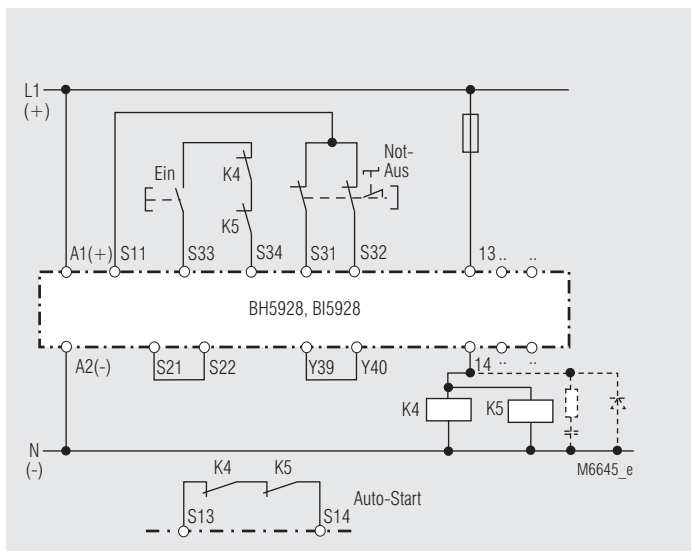 L1
(+)
Ein
K4
K5
Not-
Aus
A1(+) S11 S33 S34 S31 S32 13 .. ..
BH5928, BI5928
A2(-) S21 S22 Y39 Y40 14 .. ..
K4 K5
N
(-)
M6645_e
K4 K5
Auto-Start
S13 S14